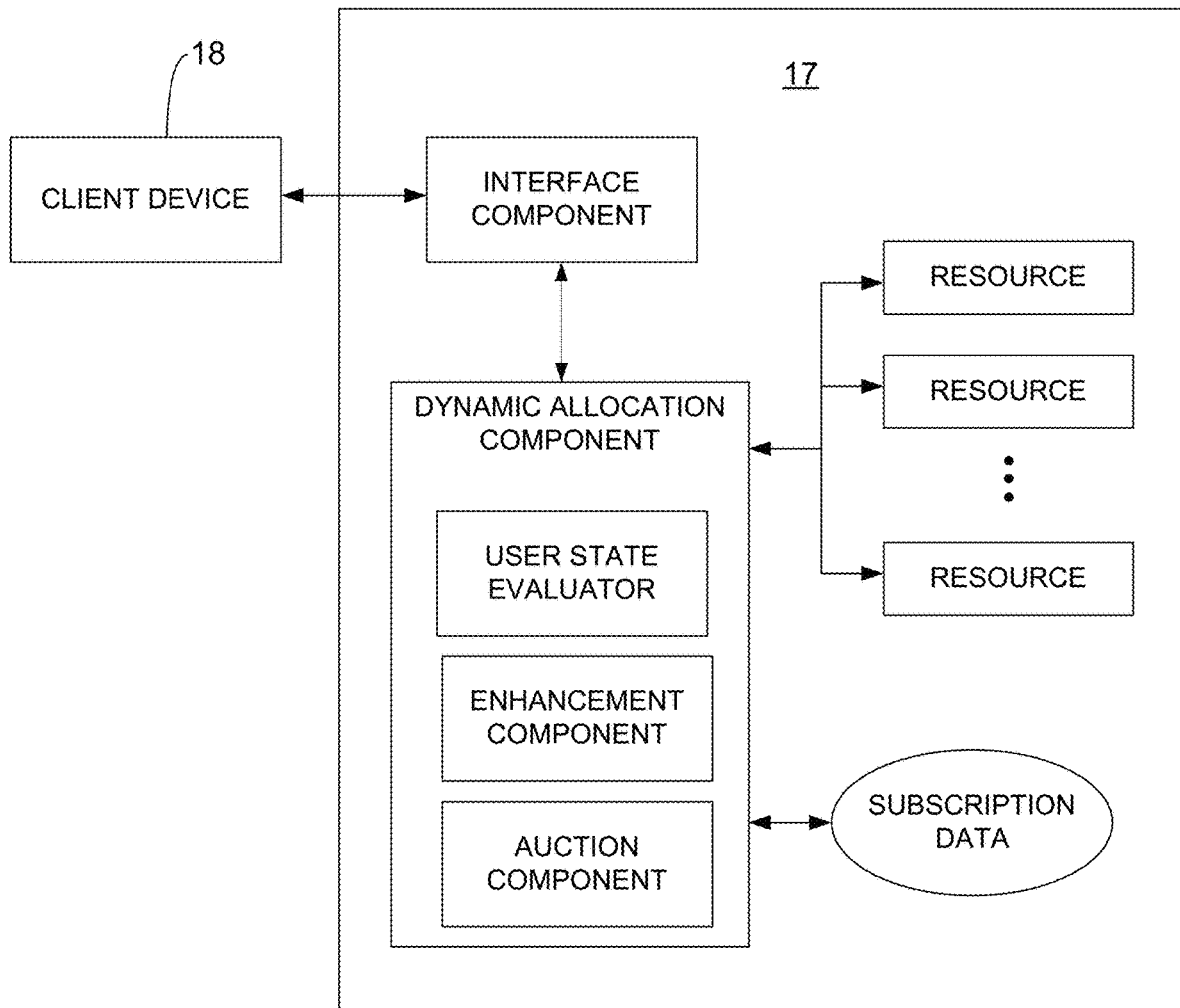 18
17
CLIENT DEVICE
INTERFACE
COMPONENT
RESOURCE
RESOURCE
RESOURCE
DYNAMIC ALLOCATION
COMPONENT
USER STATE
EVALUATOR
ENHANCEMENT
COMPONENT
AUCTION
COMPONENT
SUBSCRIPTION
DATA